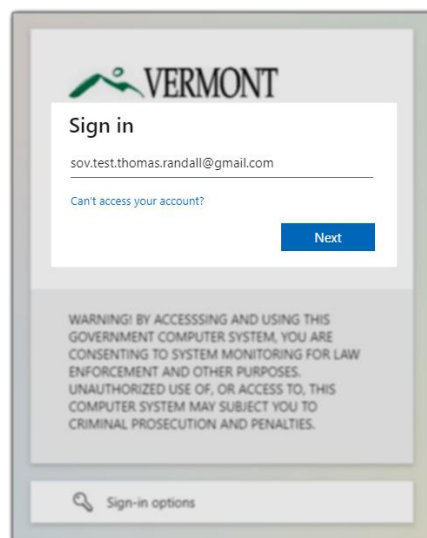 VERMONT
Sign in
sov.test.thomas.randall@gmail.com
Can't access your account?
Next
WARNING! BY ACCESSSING AND USING THIS
GOVERNMENT COMPUTER SYSTEM, YOU ARE
CONSENTING TO SYSTEM MONITORING FOR LAW
ENFORCEMENT AND OTHER PURPOSES.
UNAUTHORIZED USE OF, OR ACCESS TO, THIS
COMPUTER SYSTEM MAY SUBJECT YOU TO
CRIMINAL PROSECUTION AND PENALTIES.
Sign-in options